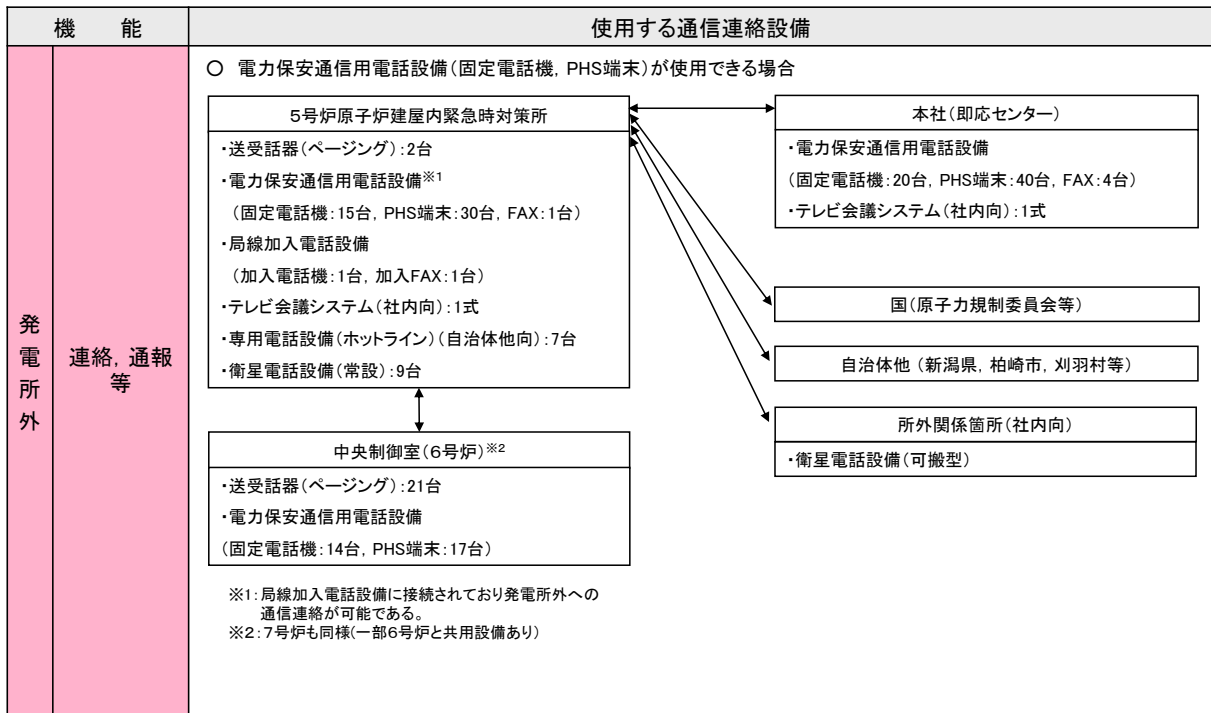 機 能
使用する通信連絡設備
発電所外
連絡, 通報
等
○ 電力保安通信用電話設備(固定電話機, PHS端末)が使用できる場合
5号炉原子炉建屋内緊急時対策所
・送受話器(ページング):2台
・電力保安通信用電話設備※1
(固定電話機:15台, PHS端末:30台, FAX:1台)
・局線加入電話設備
(加入電話機:1台, 加入FAX:1台)
・テレビ会議システム(社内向):1式
・専用電話設備(ホットライン)(自治体他向):7台
・衛星電話設備(常設):9台
中央制御室(6号炉)※2
・送受話器(ページング):21台
・電力保安通信用電話設備
(固定電話機:14台, PHS端末:17台)
※1:局線加入電話設備に接続されており発電所外への
通信連絡が可能である。
※2:7号炉も同様(一部6号炉と共用設備あり)
本社(即応センター)
・電力保安通信用電話設備
(固定電話機:20台, PHS端末:40台, FAX:4台)
・テレビ会議システム(社内向):1式
国(原子力規制委員会等)
自治体他 (新潟県, 柏崎市, 刈羽村等)
所外関係箇所(社内向)
・衛星電話設備(可搬型)